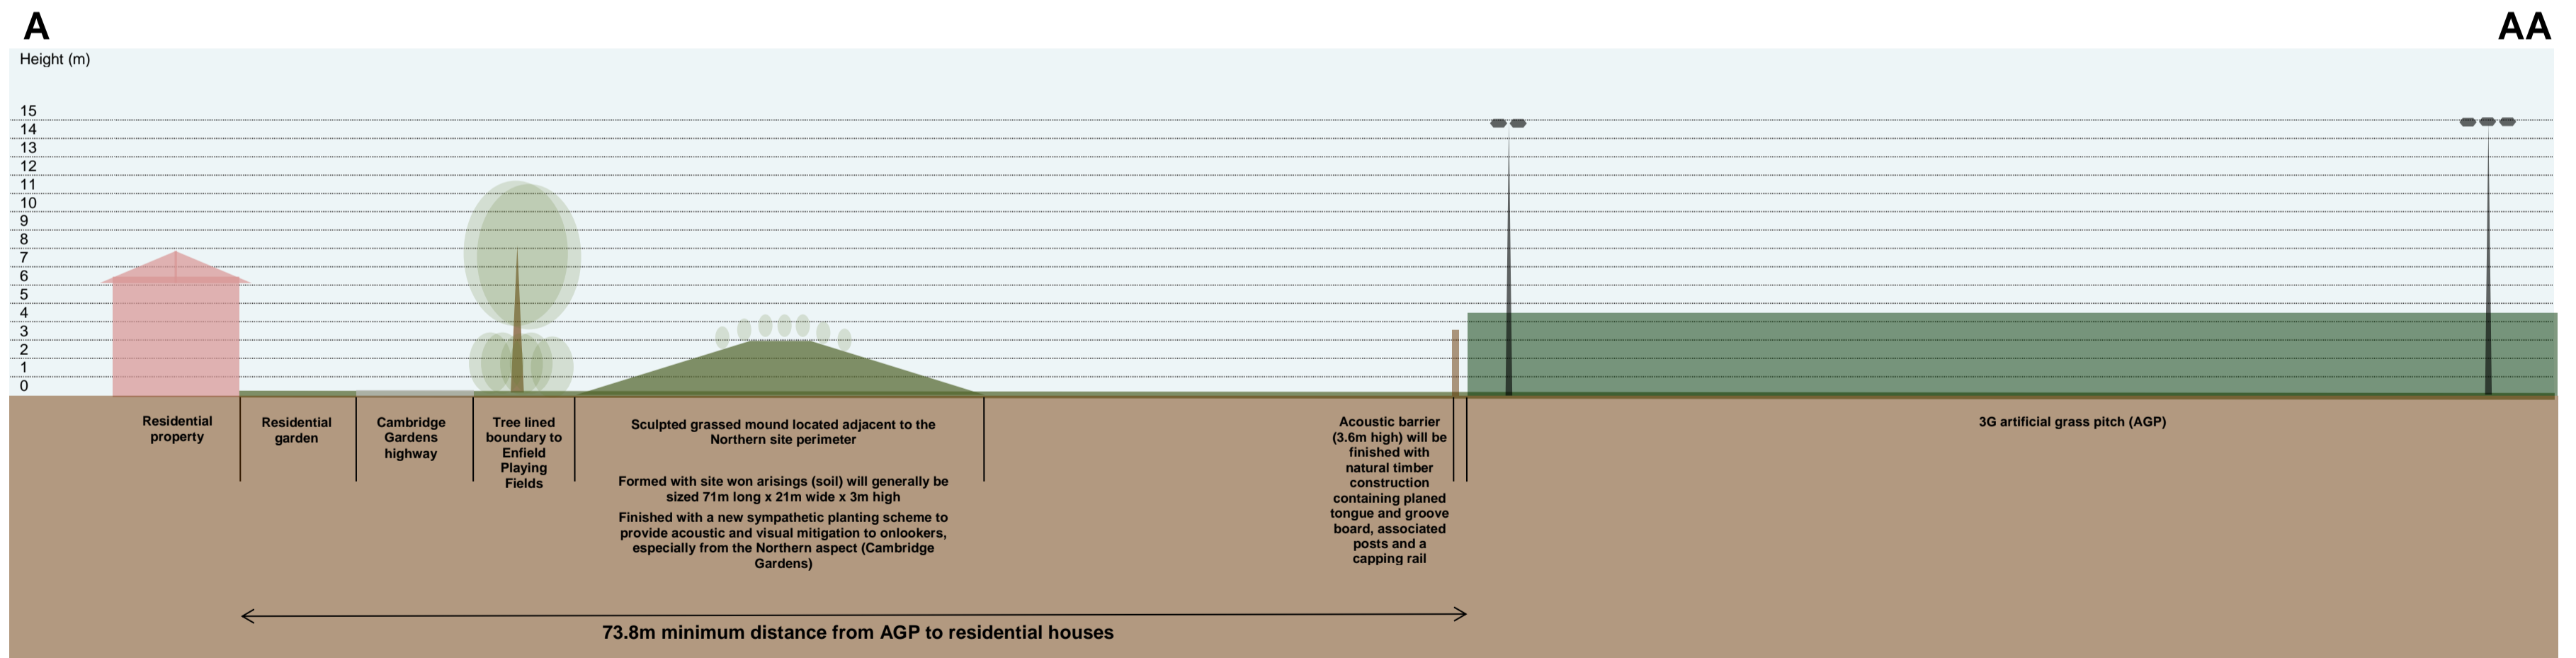 A
AA
Height (m)
15
14
13
12
11
10
9
8
7
6
5
4
3
2
1
0
Residential
property
Residential
garden
Cambridge
Gardens
highway
Tree lined
boundary to
Enfield
Playing
Fields
Sculpted grassed mound located adjacent to the
Northern site perimeter
Formed with site won arisings (soil) will generally be
sized 71m long x 21m wide x 3m high
Finished with a new sympathetic planting scheme to
provide acoustic and visual mitigation to onlookers,
especially from the Northern aspect (Cambridge
Gardens)
Acoustic barrier
(3.6m high) will be
finished with
natural timber
construction
containing planed
tongue and groove
board, associated
posts and a
capping rail
3G artificial grass pitch (AGP)
73.8m minimum distance from AGP to residential houses